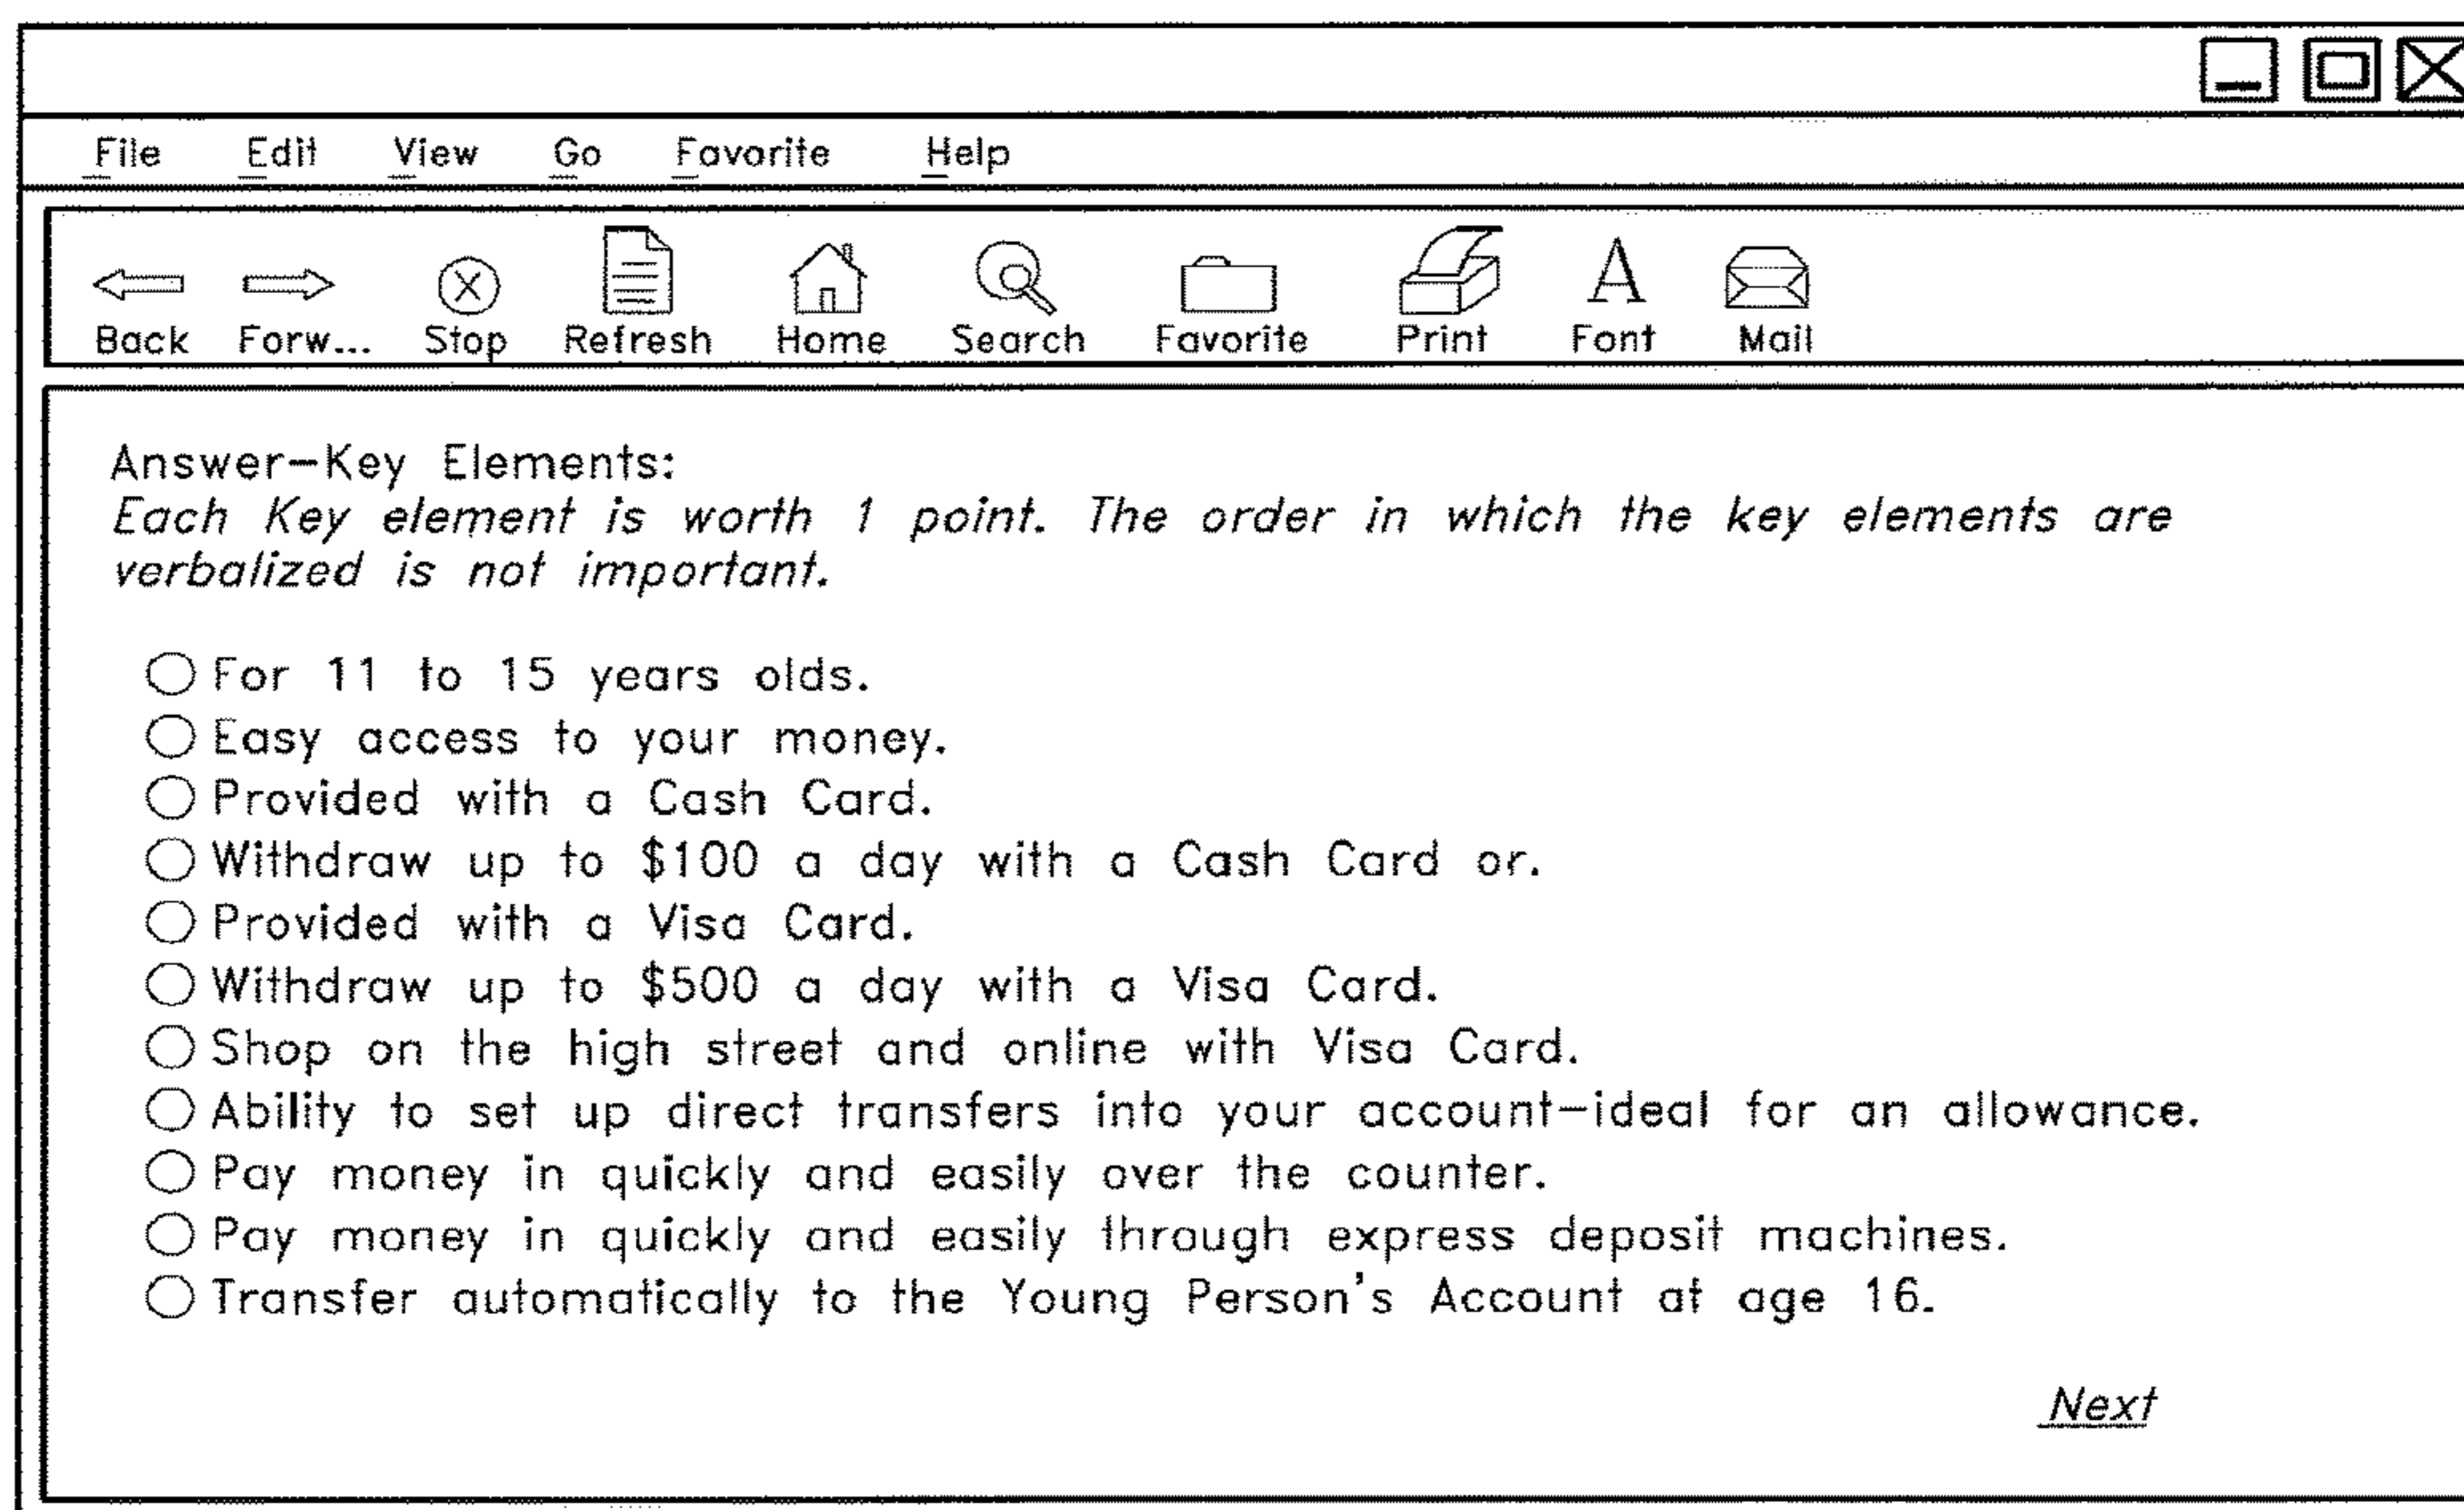 File Edit View Go Favorite Help
Back Forw... Stop Refresh Home Search Favorite Print Font Mail
Answer-Key Elements:
Each Key element is worth 1 point. The order in which the key elements are
verbalized is not important.
For 11 to 15 years olds.
Easy access to your money.
Provided with a Cash Card.
Withdraw up to $100 a day with a Cash Card or.
Provided with a Visa Card.
Withdraw up to $500 a day with a Visa Card.
Shop on the high street and online with Visa Card.
Ability to set up direct transfers into your account-ideal for an allowance.
Pay money in quickly and easily over the counter.
Pay money in quickly and easily through express deposit machines.
Transfer automatically to the Young Person's Account at age 16.
Next